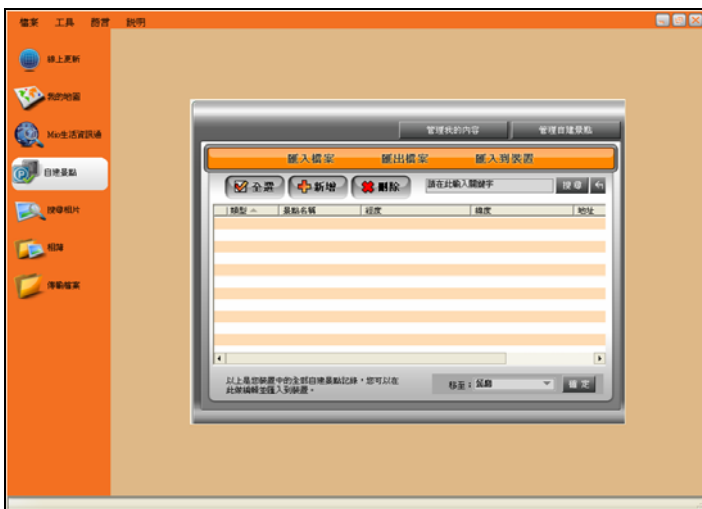 檔案 工具 語言 說明
線上更新
我的地圖
Mio生活資訊通
自建景點
搜尋相片
相簿
傳輸檔案
管理我的內容 管理自建景點
匯入檔案 匯出檔案 匯入到裝置
全選 新增 刪除 請在此輸入關鍵字 搜尋
類型 景點名稱 經度 緯度 地址
以上是您裝置中的全部自建景點記錄，您可以在
此做編輯並匯入到裝置。
移至： 確定